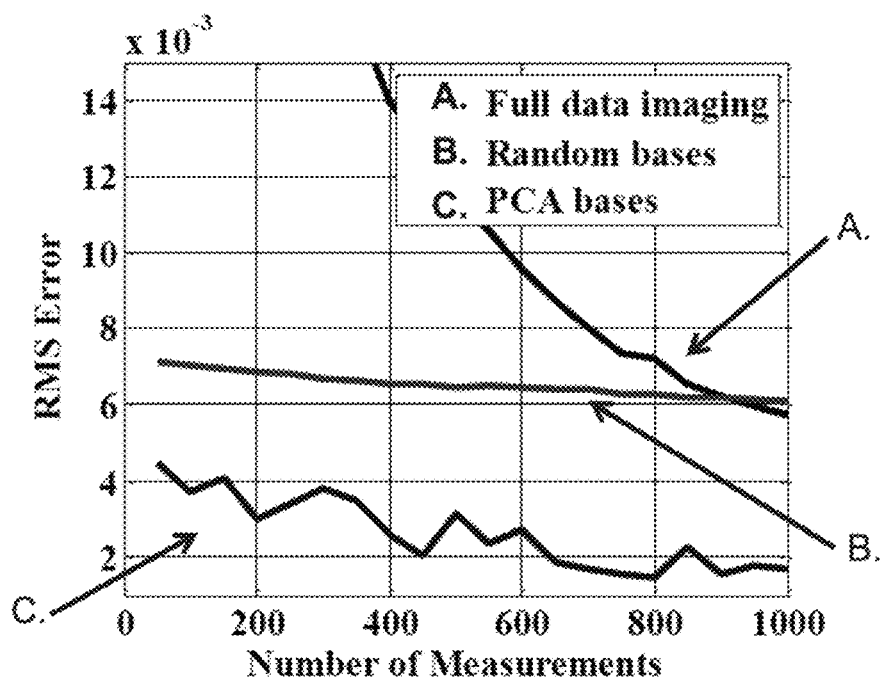 x 10⁻³
14
12
10
8
6
4
2
RMS Error
A. Full data imaging
B. Random bases
C. PCA bases
A.
B.
C.
0 200 400 600 800 1000
Number of Measurements